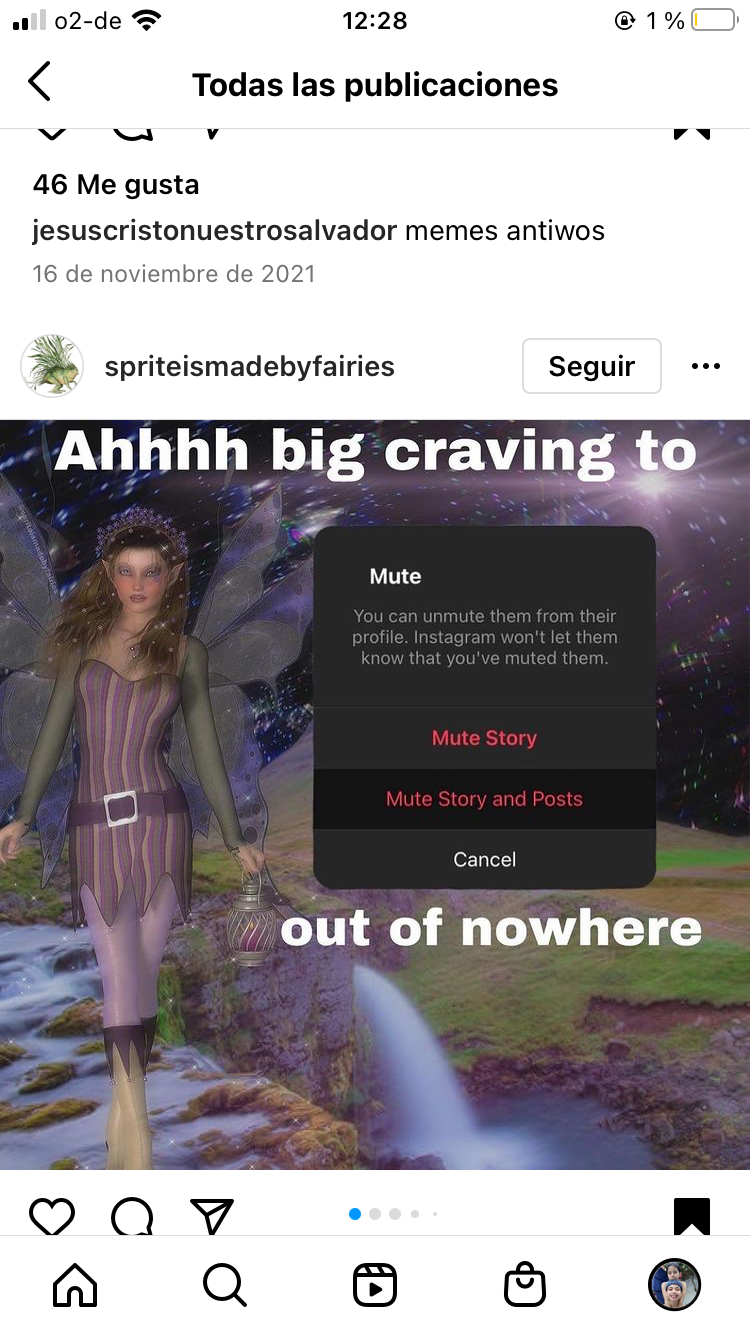 o2-de 12:28 1 %
Todas las publicaciones
46 Me gusta
jesuscristonuestrosalvador memes antiwos
16 de noviembre de 2021
spriteismadebyfairies Seguir
Ahhhh big craving to
Mute
You can unmute them from their
profile. Instagram won't let them
know that you've muted them.
Mute Story
Mute Story and Posts
Cancel
out of nowhere